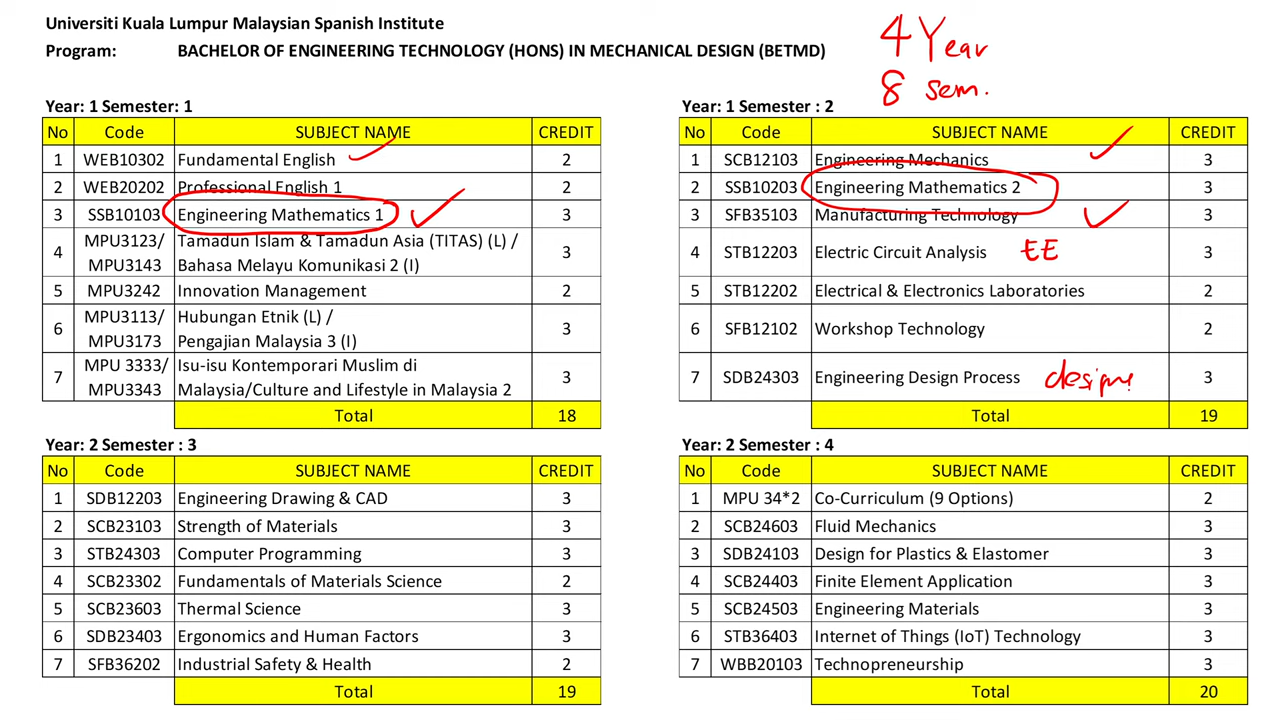 Universiti Kuala Lumpur Malaysian Spanish Institute
Program: BACHELOR OF ENGINEERING TECHNOLOGY (HONS) IN MECHANICAL DESIGN (BETMD)
4 Year
8 sem.
Year: 1 Semester: 1
No Code SUBJECT NAME CREDIT
1 WEB10302 Fundamental English 2
2 WEB20202 Professional English 1 2
3 SSB10103 Engineering Mathematics 1 3
4 MPU3123/ MPU3143 Tamadun Islam & Tamadun Asia (TITAS) (L) / Bahasa Melayu Komunikasi 2 (I) 3
5 MPU3242 Innovation Management 2
6 MPU3113/ MPU3173 Hubungan Etnik (L) / Pengajian Malaysia 3 (I) 3
7 MPU 3333/ MPU3343 Isu-isu Kontemporari Muslim di Malaysia/Culture and Lifestyle in Malaysia 2 3
Total 18
Year: 1 Semester : 2
No Code SUBJECT NAME CREDIT
1 SCB12103 Engineering Mechanics 3
2 SSB10203 Engineering Mathematics 2 3
3 SFB35103 Manufacturing Technology 3
4 STB12203 Electric Circuit Analysis EE 3
5 STB12202 Electrical & Electronics Laboratories 2
6 SFB12102 Workshop Technology 2
7 SDB24303 Engineering Design Process design 3
Total 19
Year: 2 Semester : 3
No Code SUBJECT NAME CREDIT
1 SDB12203 Engineering Drawing & CAD 3
2 SCB23103 Strength of Materials 3
3 STB24303 Computer Programming 3
4 SCB23302 Fundamentals of Materials Science 2
5 SCB23603 Thermal Science 3
6 SDB23403 Ergonomics and Human Factors 3
7 SFB36202 Industrial Safety & Health 2
Total 19
Year: 2 Semester : 4
No Code SUBJECT NAME CREDIT
1 MPU 34*2 Co-Curriculum (9 Options) 2
2 SCB24603 Fluid Mechanics 3
3 SDB24103 Design for Plastics & Elastomer 3
4 SCB24403 Finite Element Application 3
5 SCB24503 Engineering Materials 3
6 STB36403 Internet of Things (IoT) Technology 3
7 WBB20103 Technopreneurship 3
Total 20